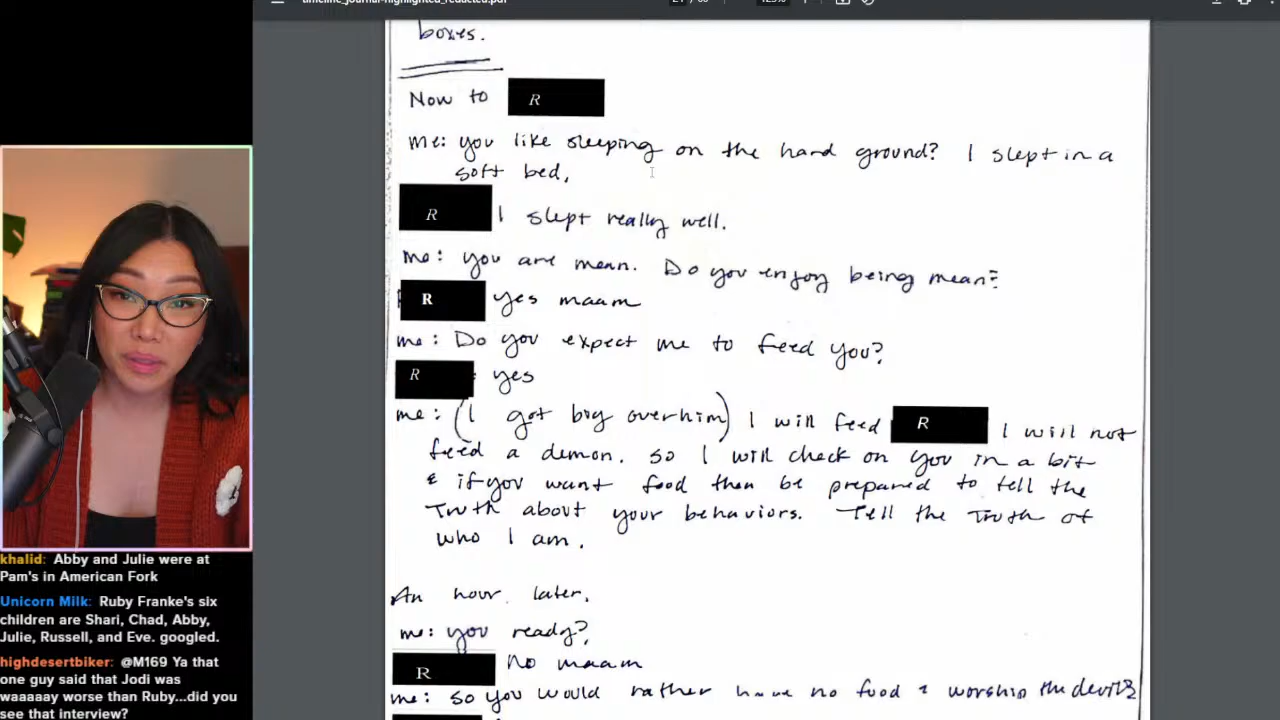 timeline_journal-highlighted_redacted.pdf
boxes.
Now to R
me: you like sleeping on the hard ground? I slept in a
soft bed.
R I slept really well.
me: you are mean. Do you enjoy being mean?
R yes maam
me: Do you expect me to feed you?
R : yes
me: (I got big over him) I will feed R I will not
feed a demon. so I will check on you in a bit
& if you want food then be prepared to tell the
Truth about your behaviors. Tell the Truth of
who I am.
An hour later.
me: you ready?
R No maam
me: so you would rather have no food & worship the devil?
khalid: Abby and Julie were at
Pam's in American Fork
Unicorn Milk: Ruby Franke's six
children are Shari, Chad, Abby,
Julie, Russell, and Eve. googled.
highdesertbiker: @M169 Ya that
one guy said that Jodi was
waaaaay worse than Ruby...did you
see that interview?